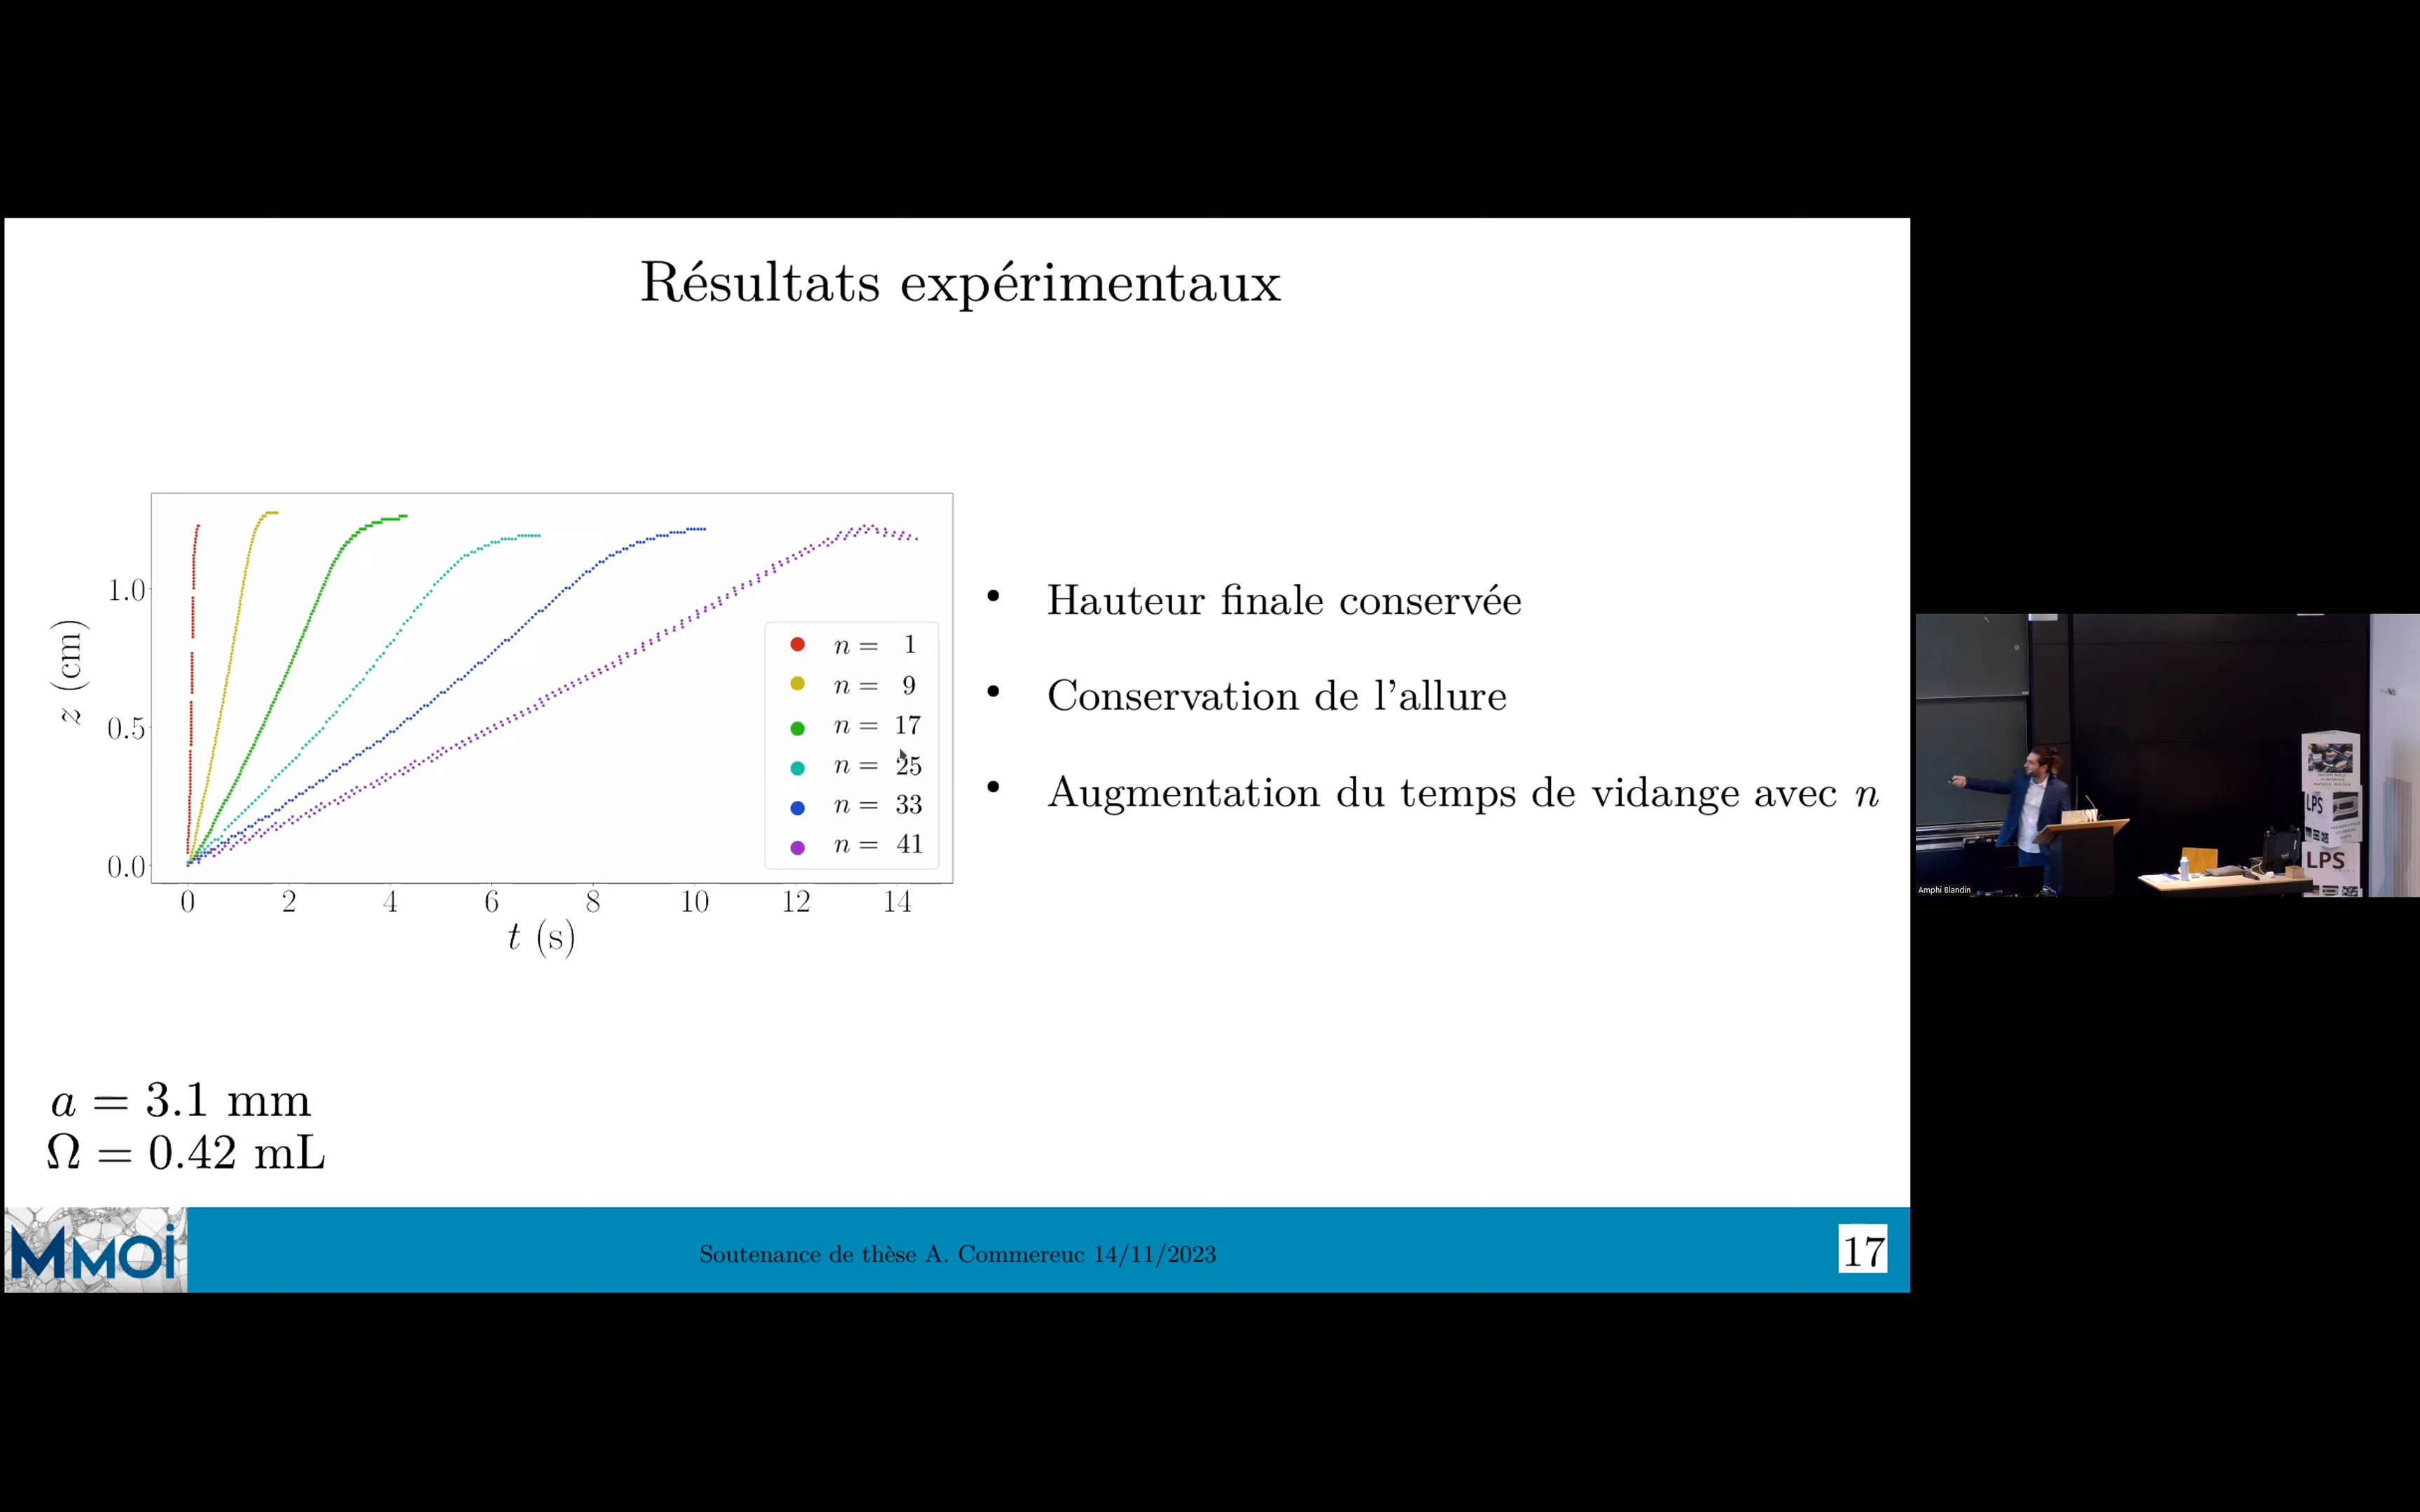 Résultats expérimentaux
1.0
0.5
0.0
z (cm)
0 2 4 6 8 10 12 14
t (s)
n = 1
n = 9
n = 17
n = 25
n = 33
n = 41
• Hauteur finale conservée
• Conservation de l'allure
• Augmentation du temps de vidange avec n
a = 3.1 mm
Ω = 0.42 mL
MMOi
Soutenance de thèse A. Commereuc 14/11/2023
17
Amphi Blandin
LPS
LPS